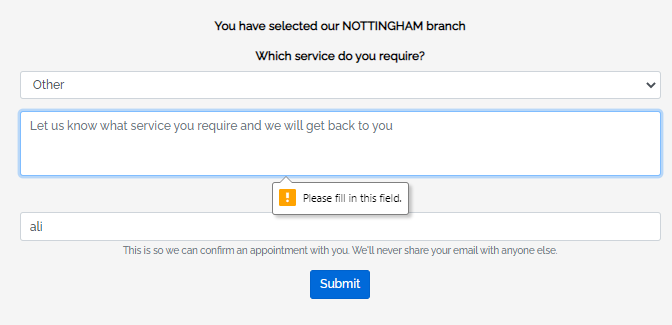 You have selected our NOTTINGHAM branch
Which service do you require?
Other
Let us know what service you require and we will get back to you
Please fill in this field.
ali
This is so we can confirm an appointment with you. We'll never share your email with anyone else.
Submit